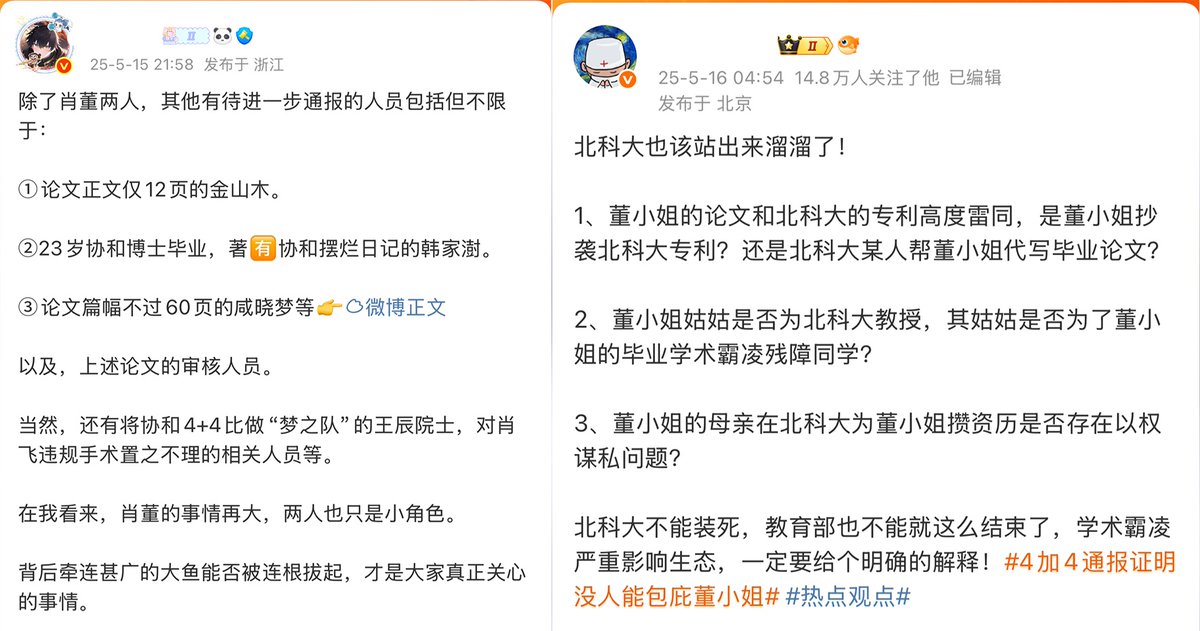 25-5-15 21:58 发布于 浙江
除了肖董两人，其他有待进一步通报的人员包括但不限
于：
①论文正文仅12页的金山木。
②23岁协和博士毕业，著有协和摆烂日记的韩家澍。
③论文篇幅不过60页的咸晓梦等👉微博正文
以及，上述论文的审核人员。
当然，还有将协和4+4比做“梦之队”的王辰院士，对肖
飞违规手术置之不理的相关人员等。
在我看来，肖董的事情再大，两人也只是小角色。
背后牵连甚广的大鱼能否被连根拔起，才是大家真正关心
的事情。
II
25-5-16 04:54 14.8万人关注了他 已编辑
发布于 北京
北科大也该站出来溜溜了！
1、董小姐的论文和北科大的专利高度雷同，是董小姐抄
袭北科大专利？还是北科大某人帮董小姐代写毕业论文？
2、董小姐姑姑是否为北科大教授，其姑姑是否为了董小
姐的毕业学术霸凌残障同学？
3、董小姐的母亲在北科大为董小姐攒资历是否存在以权
谋私问题？
北科大不能装死，教育部也不能就这么结束了，学术霸凌
严重影响生态，一定要给个明确的解释！#4加4通报证明
没人能包庇董小姐# #热点观点#